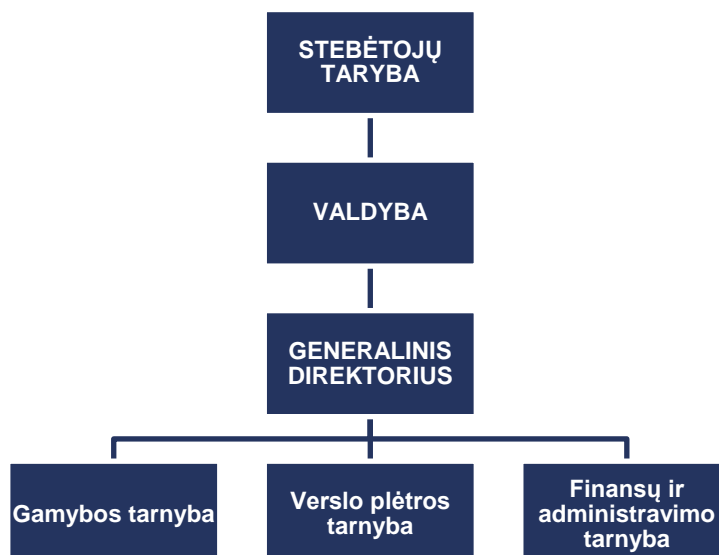 STEBĖTOJŲ
TARYBA
VALDYBA
GENERALINIS
DIREKTORIUS
Gamybos tarnyba
Verslo plėtros
tarnyba
Finansų ir
administravimo
tarnyba